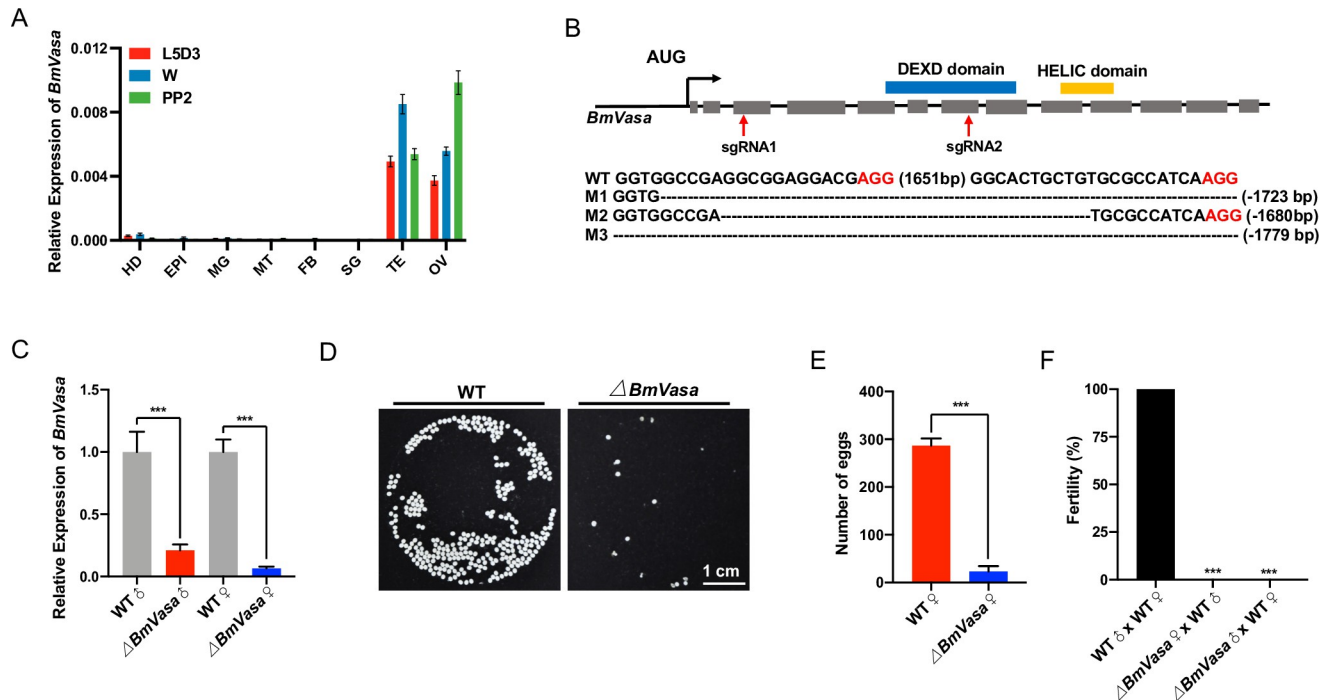 A
Relative Expression of BmVasa
0.012
0.008
0.004
0.000
L5D3
W
PP2
HD
EPI
MG
MT
FB
SG
TE
OV
B
AUG
DEXD domain
HELIC domain
BmVasa
sgRNA1
sgRNA2
WT GGTGGCCGAGGCGGAGGACGAGG (1651bp) GGCACTGCTGTGCGCCATCAAGG
M1 GGTG------------------------------------------------------------ (-1723 bp)
M2 GGTGGCCGA--------------------------------------TGCGCCATCAAGG (-1680bp)
M3 ---------------------------------------------------------------- (-1779 bp)
C
Relative Expression of BmVasa
1.5
1.0
0.5
0.0
***
***
WT♂
△BmVasa♂
WT♀
△BmVasa♀
D
WT
△BmVasa
1 cm
E
Number of eggs
400
300
200
100
0
***
WT♀
△BmVasa♀
F
Fertility (%)
100
75
50
25
0
***
***
WT♂x WT♀
△BmVasa♀x WT♂
△BmVasa♂x WT♀